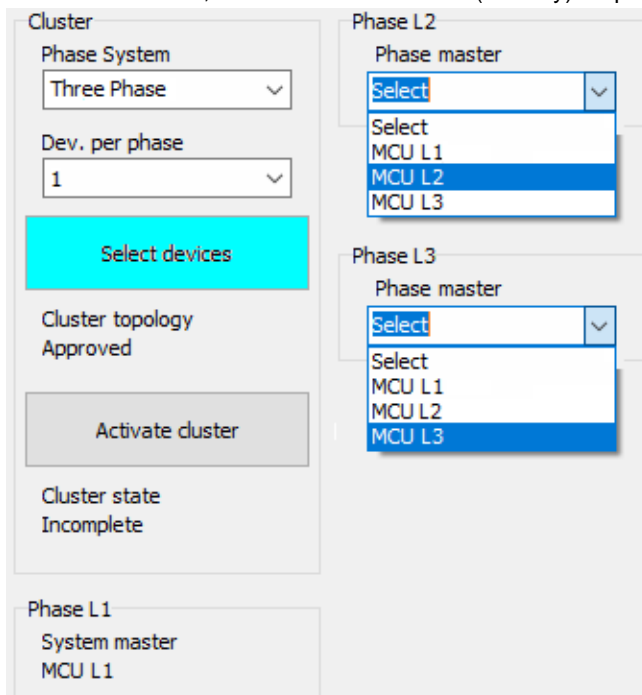 Cluster
Phase System
Three Phase
Dev. per phase
1
Select devices
Cluster topology
Approved
Activate cluster
Cluster state
Incomplete
Phase L1
System master
MCU L1
Phase L2
Phase master
Select
Select
MCU L1
MCU L2
MCU L3
Phase L3
Phase master
Select
Select
MCU L1
MCU L2
MCU L3